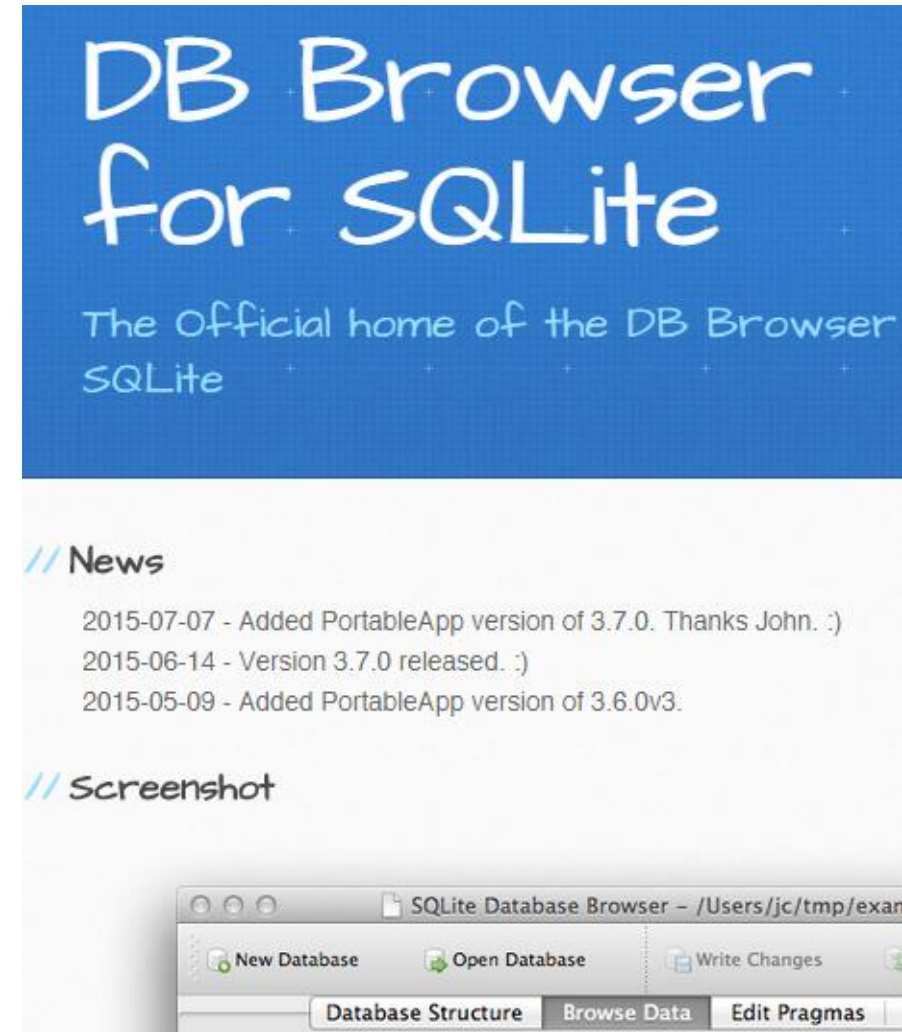 DB Browser
for SQLite
The Official home of the DB Browser
SQLite
// News
2015-07-07 - Added PortableApp version of 3.7.0. Thanks John. :)
2015-06-14 - Version 3.7.0 released. :)
2015-05-09 - Added PortableApp version of 3.6.0v3.
// Screenshot
SQLite Database Browser – /Users/jc/tmp/exam
New Database Open Database Write Changes
Database Structure Browse Data Edit Pragmas